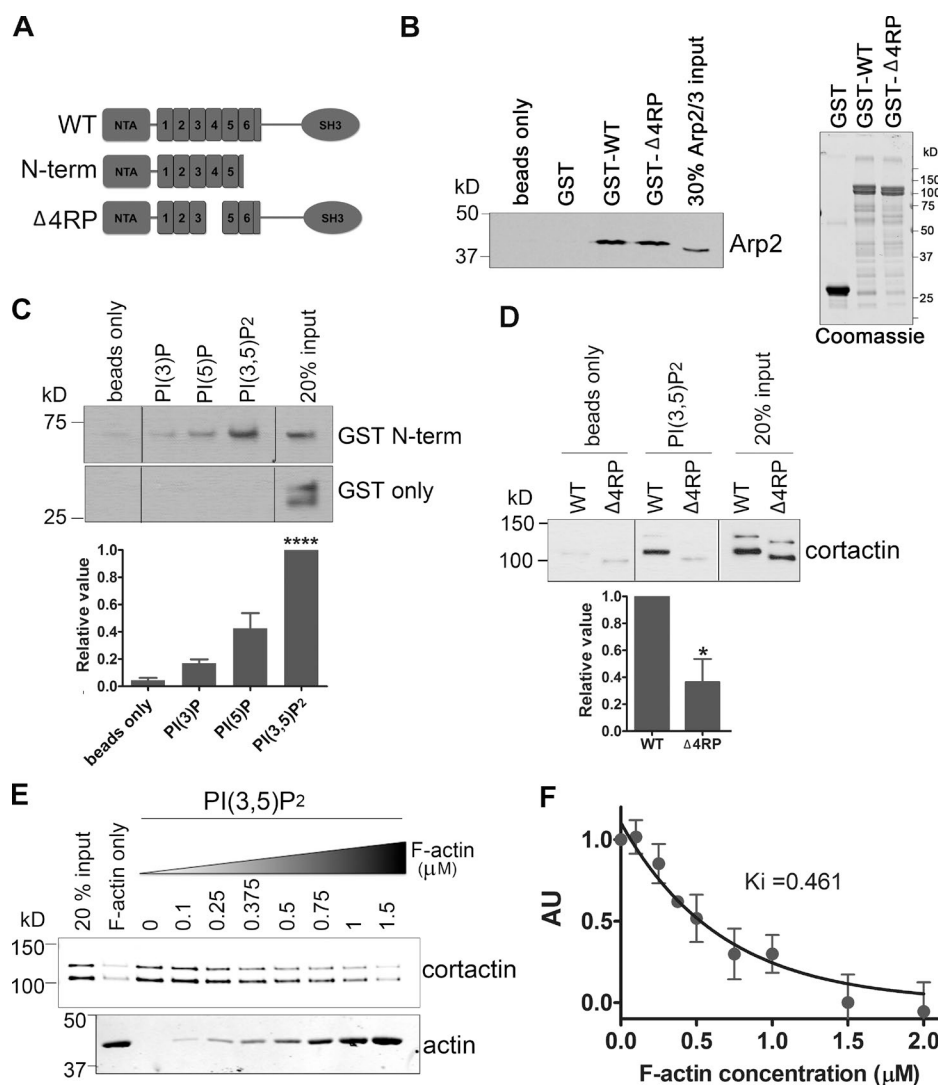 A
WT NTA 1 2 3 4 5 6 SH3
N-term NTA 1 2 3 4 5
Δ4RP NTA 1 2 3 5 6 SH3
B
beads only GST GST-WT GST-Δ4RP 30% Arp2/3 input
kD
50
37
Arp2
GST GST-WT GST-Δ4RP
kD
150
100
75
50
37
25
Coomassie
C
beads only PI(3)P PI(5)P PI(3,5)P2 20% input
kD
75
GST N-term
GST only
25
Relative value
1.0
0.8
0.6
0.4
0.2
0.0
****
beads only PI(3)P PI(5)P PI(3,5)P2
D
beads only PI(3,5)P2 20% input
WT Δ4RP WT Δ4RP WT Δ4RP
kD
150
100
cortactin
Relative value
1.0
0.8
0.6
0.4
0.2
0.0
*
WT Δ4RP
E
PI(3,5)P2
F-actin
(μM)
20 % input F-actin only 0 0.1 0.25 0.375 0.5 0.75 1 1.5
kD
150
100
cortactin
50
37
actin
F
AU
1.0
0.5
0.0
Ki =0.461
0.0 0.5 1.0 1.5 2.0
F-actin concentration (μM)